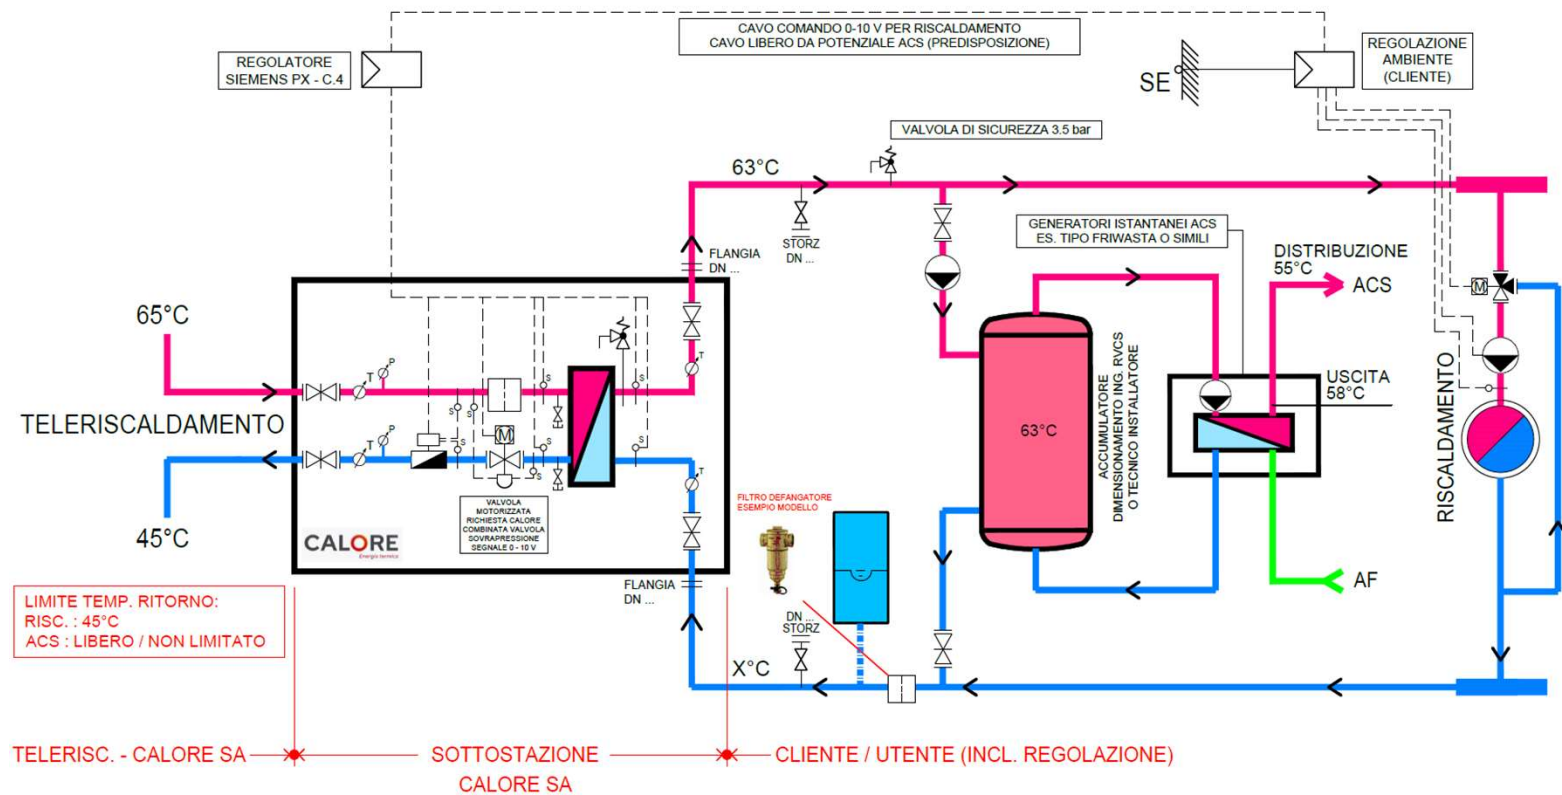 CAVO COMANDO 0-10 V PER RISCALDAMENTO
CAVO LIBERO DA POTENZIALE ACS (PREDISPOSIZIONE)
REGOLATORE
SIEMENS PX - C.4
REGOLAZIONE
AMBIENTE
(CLIENTE)
SE
VALVOLA DI SICUREZZA 3.5 bar
63°C
STORZ
DN ...
FLANGIA
DN ...
GENERATORI ISTANTANEI ACS
ES. TIPO FRIWASTA O SIMILI
DISTRIBUZIONE
55°C
ACS
M
65°C
T
P
S
S
S
S
T
TELERISCALDAMENTO
T
P
S
M
S
S
S
T
45°C
VALVOLA
MOTORIZZATA
RICHIESTA CALORE
COMBINATA VALVOLA
SOVRAPRESSIONE
SEGNALE 0 - 10 V
CALORE
Energia termica
63°C
ACCUMULATORE
DIMENSIONAMENTO ING. RVCS
O TECNICO INSTALLATORE
USCITA
58°C
RISCALDAMENTO
FILTRO DEFANGATORE
ESEMPIO MODELLO
FLANGIA
DN ...
AF
LIMITE TEMP. RITORNO:
RISC. : 45°C
ACS : LIBERO / NON LIMITATO
DN ...
STORZ
X°C
TELERISC. - CALORE SA
SOTTOSTAZIONE
CALORE SA
CLIENTE / UTENTE (INCL. REGOLAZIONE)